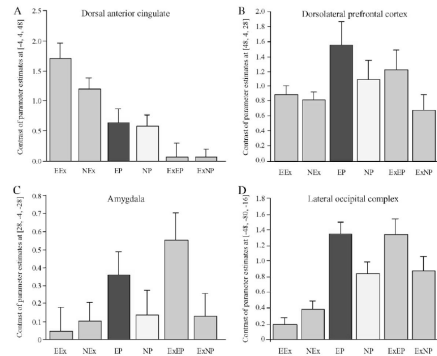 A
Dorsal anterior cingulate
Contrast of parameter estimates at [-4, 4, 48]
2.5
2.0
1.5
1.0
0.5
0.0
EEx NEx EP NP ExEP ExNP
B
Dorsolateral prefrontal cortex
Contrast of parameter estimates at [48, 4, 28]
2.0
1.8
1.6
1.4
1.2
1.0
0.8
0.6
0.4
0.2
0.0
EEx NEx EP NP ExEP ExNP
C
Amygdala
Contrast of parameter estimates at [28, -4, -28]
0.8
0.7
0.6
0.5
0.4
0.3
0.2
0.1
0
EEx NEx EP NP ExEP ExNP
D
Lateral occipital complex
Contrast of parameter estimates at [-48, -80, -16]
1.8
1.6
1.4
1.2
1.0
0.8
0.6
0.4
0.2
0
EEx NEx EP NP ExEP ExNP